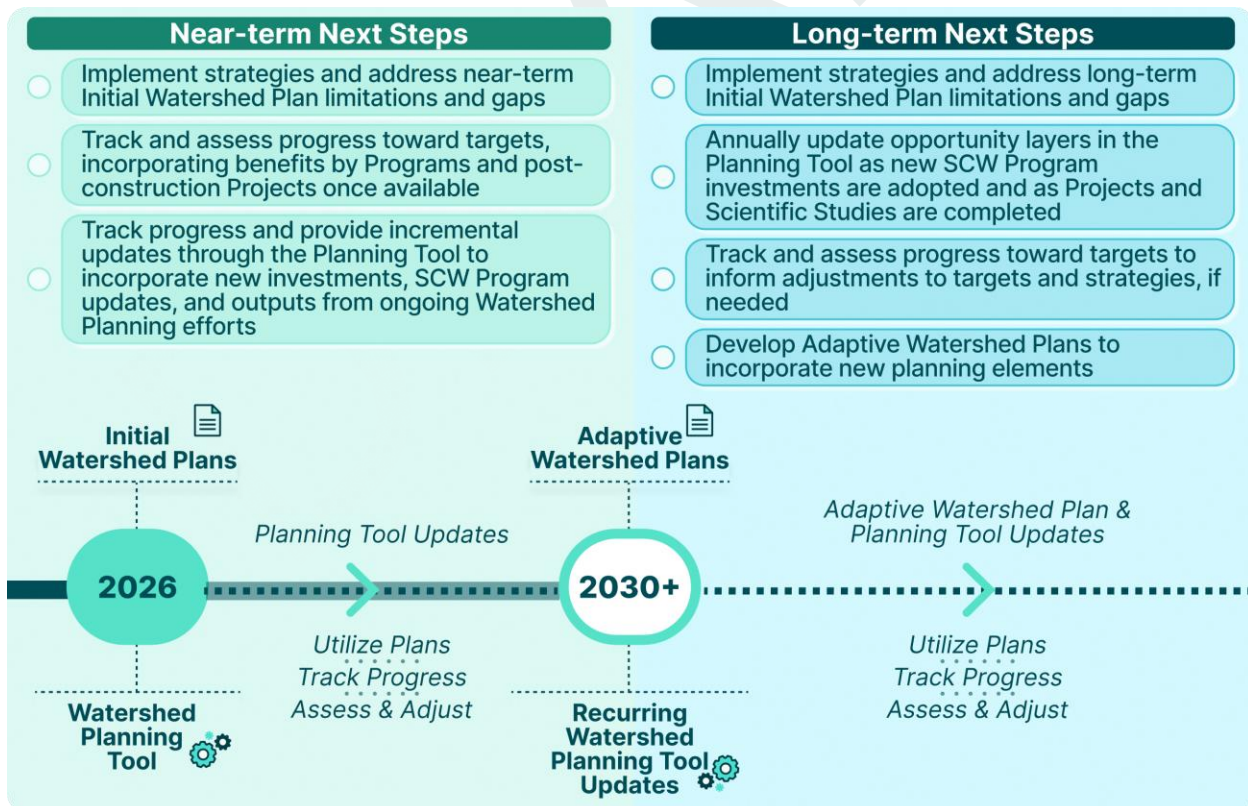 Near-term Next Steps
Implement strategies and address near-term
Initial Watershed Plan limitations and gaps
Track and assess progress toward targets,
incorporating benefits by Programs and post-
construction Projects once available
Track progress and provide incremental
updates through the Planning Tool to
incorporate new investments, SCW Program
updates, and outputs from ongoing Watershed
Planning efforts
Long-term Next Steps
Implement strategies and address long-term
Initial Watershed Plan limitations and gaps
Annually update opportunity layers in the
Planning Tool as new SCW Program
investments are adopted and as Projects and
Scientific Studies are completed
Track and assess progress toward targets to
inform adjustments to targets and strategies, if
needed
Develop Adaptive Watershed Plans to
incorporate new planning elements
Initial
Watershed Plans
2026
Watershed
Planning
Tool
Planning Tool Updates
Utilize Plans
Track Progress
Assess & Adjust
Adaptive
Watershed Plans
2030+
Recurring
Watershed
Planning Tool
Updates
Adaptive Watershed Plan &
Planning Tool Updates
Utilize Plans
Track Progress
Assess & Adjust